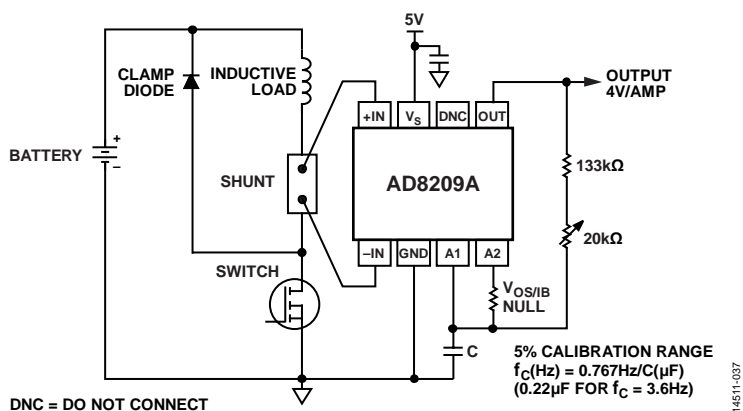 5V
CLAMP
DIODE
INDUCTIVE
LOAD
OUTPUT
4V/AMP
+IN
VS
DNC
OUT
BATTERY
+
–
SHUNT
AD8209A
133kΩ
20kΩ
–IN
GND
A1
A2
SWITCH
VOS/IB
NULL
C
5% CALIBRATION RANGE
fC(Hz) = 0.767Hz/C(µF)
(0.22µF FOR fC = 3.6Hz)
DNC = DO NOT CONNECT
14511-037